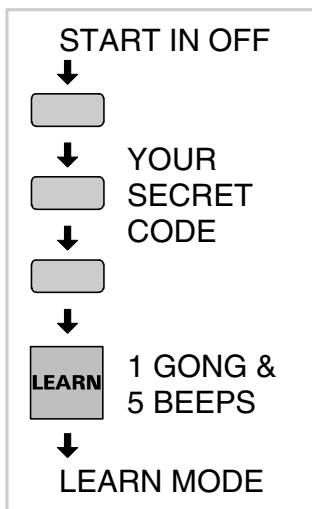 START IN OFF
YOUR
SECRET
CODE
LEARN
1 GONG &
5 BEEPS
LEARN MODE